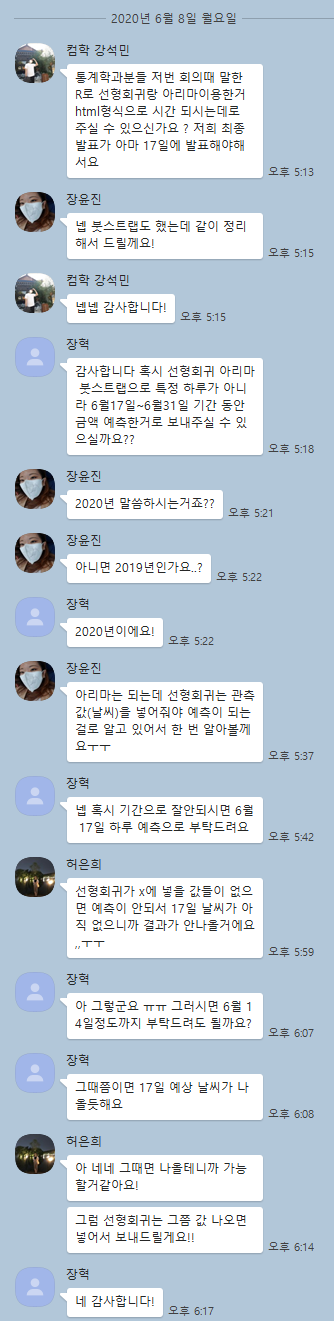 2020년 6월 8일 월요일
컴학 강석민
통계학과분들 저번 회의때 말한
R로 선형회귀랑 아리마이용한거
html형식으로 시간 되시는데로
주실 수 있으신가요 ? 저희 최종
발표가 아마 17일에 발표해야해
서요
오후 5:13
장윤진
넵 붓스트랩도 했는데 같이 정리
해서 드릴께요!
오후 5:15
컴학 강석민
넵넵 감사합니다!
오후 5:15
장혁
감사합니다 혹시 선형회귀 아리마
붓스트랩으로 특정 하루가 아니
라 6월17일~6월31일 기간 동안
금액 예측한거로 보내주실 수 있
으실까요??
오후 5:18
장윤진
2020년 말씀하시는거죠??
오후 5:21
장윤진
아니면 2019년인가요..?
오후 5:22
장혁
2020년이에요!
오후 5:22
장윤진
아리마는 되는데 선형회귀는 관측
값(날씨)을 넣어줘야 예측이 되는
걸로 알고 있어서 한 번 알아볼께
요ㅜㅜ
오후 5:37
장혁
넵 혹시 기간으로 잘안되시면 6월
17일 하루 예측으로 부탁드려요
오후 5:42
허은희
선형회귀가 x에 넣을 값들이 없으
면 예측이 안되서 17일 날씨가 아
직 없으니까 결과가 안나올거에요
,,ㅜㅜ
오후 5:59
장혁
아 그렇군요 ㅠㅠ 그러시면 6월 1
4일정도까지 부탁드려도 될까요?
오후 6:07
장혁
그때쯤이면 17일 예상 날씨가 나
올듯해요
오후 6:08
허은희
아 네네 그때면 나올테니까 가능
할거같아요!
그럼 선형회귀는 그쯤 값 나오면
넣어서 보내드릴게요!!
오후 6:14
장혁
네 감사합니다!
오후 6:17